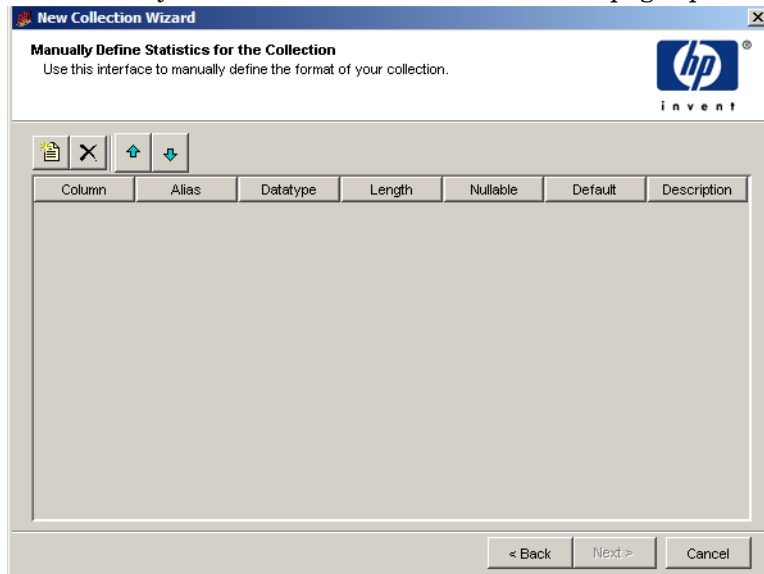 New Collection Wizard
Manually Define Statistics for the Collection
Use this interface to manually define the format of your collection.
hp
®
invent
Column Alias Datatype Length Nullable Default Description
< Back Next > Cancel